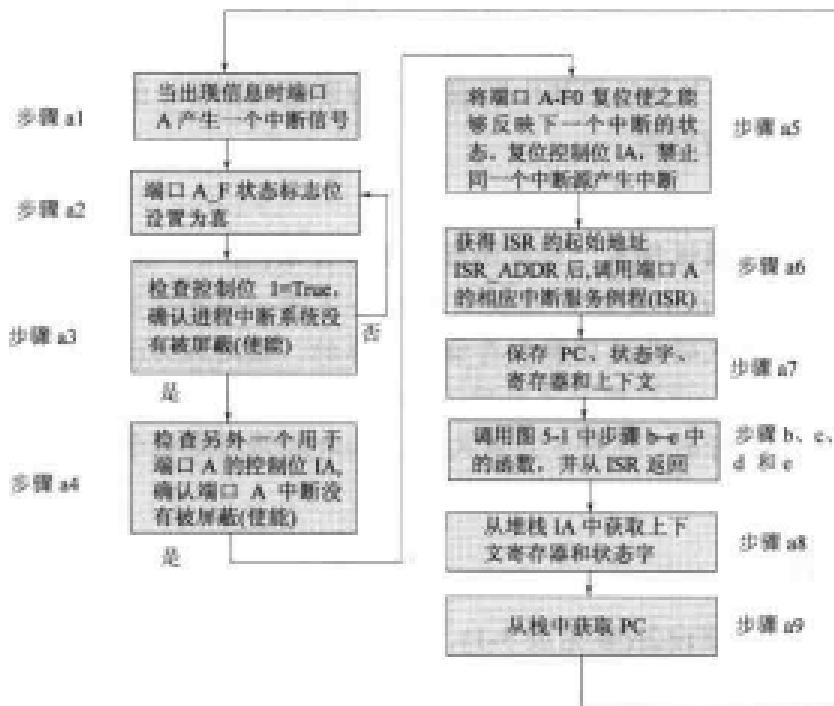 步骤 a1
当出现信息时端口
A 产生一个中断信号
步骤 a2
端口 A_F 状态标志位
设置为真
步骤 a3
检查控制位 I=True，
确认进程中断系统没
有被屏蔽(使能)
否
是
步骤 a4
检查另外一个用于
端口 A 的控制位 IA,
确认端口 A 中断没
有被屏蔽(使能)
是
将端口 A-F0 复位使之能
够反映下一个中断的状
态。复位控制位 IA，禁止
同一个中断源产生中断
步骤 a5
获得 ISR 的起始地址
ISR_ADDR 后,调用端口 A
的相应中断服务例程(ISR)
步骤 a6
保存 PC、状态字、
寄存器和上下文
步骤 a7
调用图 5-1 中步骤 b~e 中
的函数，并从 ISR 返回
步骤 b、c、
d 和 e
从堆栈 IA 中获取上下
文寄存器和状态字
步骤 a8
从栈中获取 PC
步骤 a9